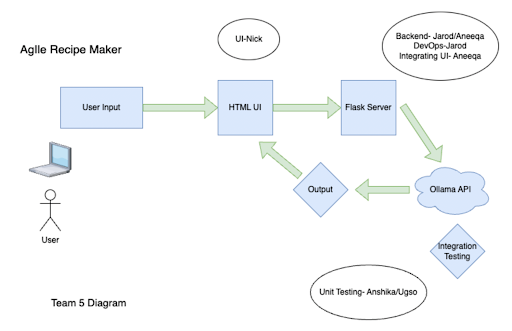 UI-Nick
Backend- Jarod/Aneeqa
DevOps-Jarod
Integrating UI- Aneeqa
Aglle Recipe Maker
User Input
HTML UI
Flask Server
Output
Ollama API
User
Integration
Testing
Unit Testing- Anshika/Ugso
Team 5 Diagram